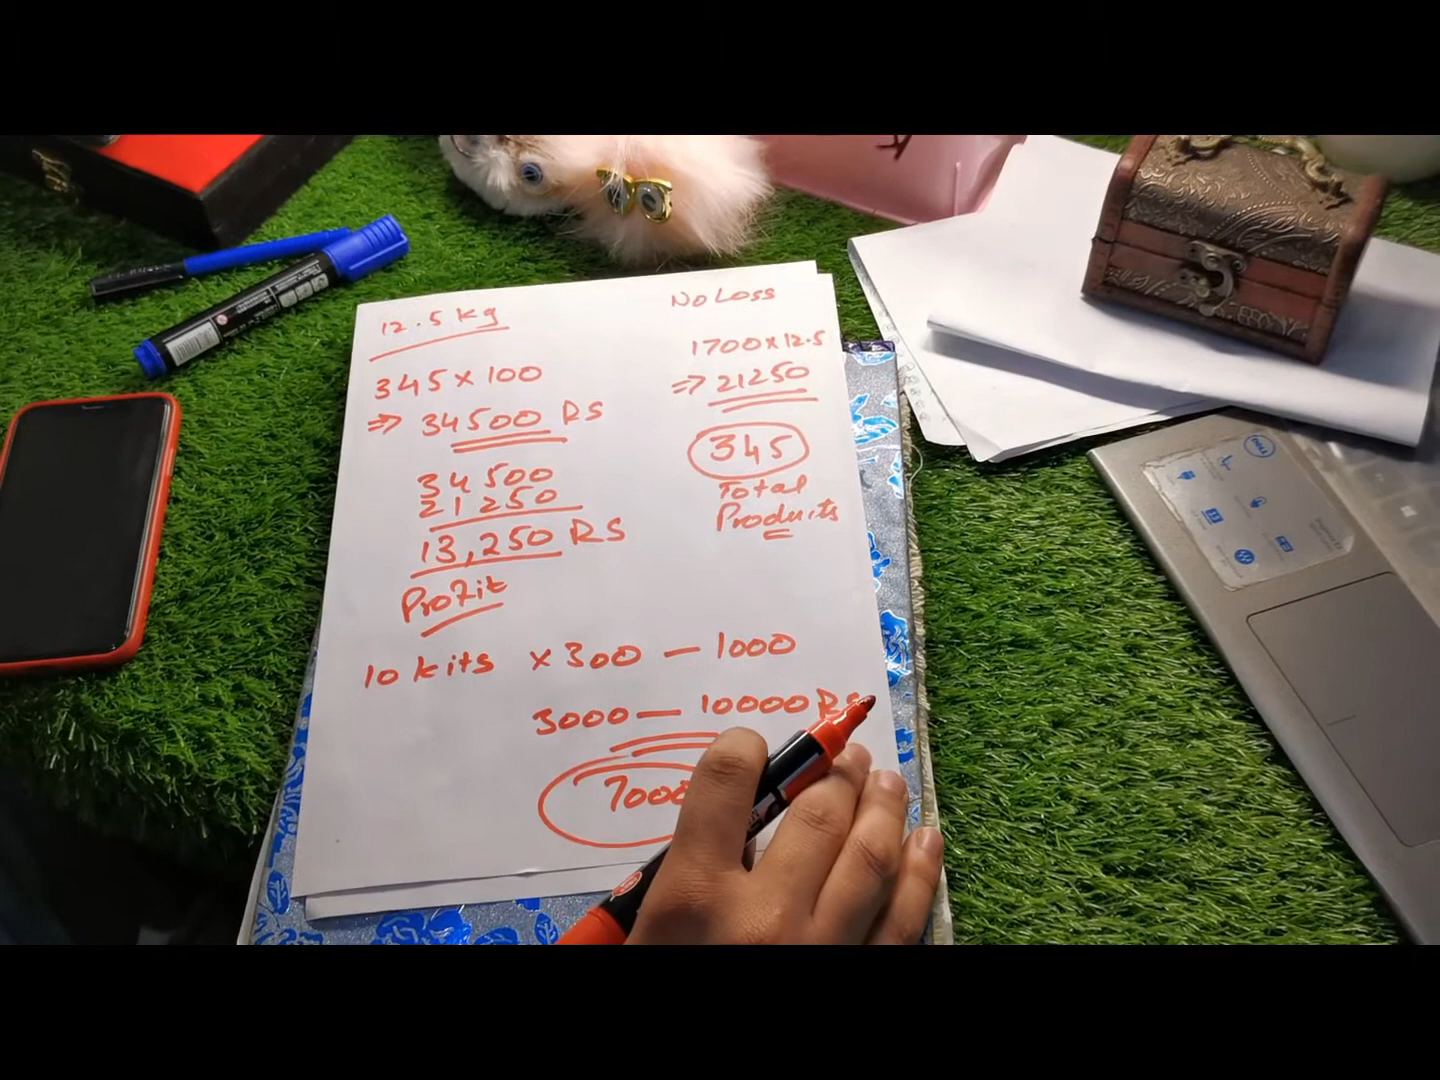 12.5 kg
345 x 100
⇒ 34500 RS
34500
21250
13,250 RS
Profit
No Loss
1700 x 12.5
⇒ 21250
345
Total
Products
10 kits x 300 — 1000
3000 — 10000 RS
7000
DELL